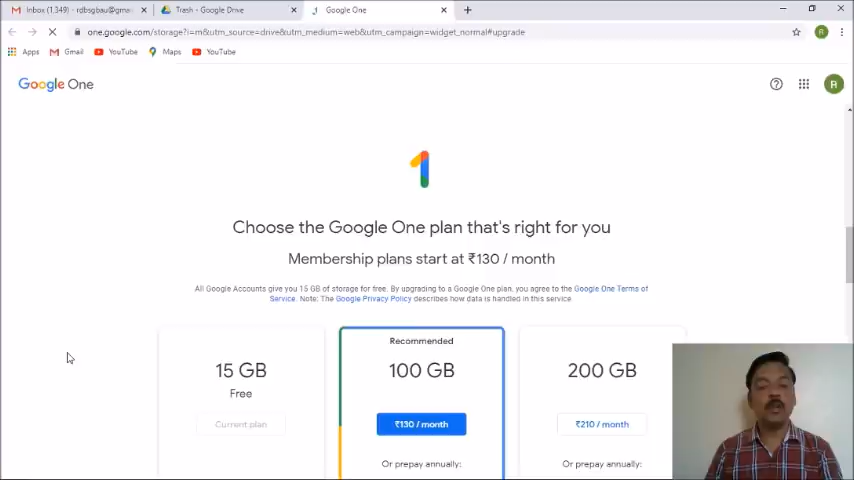 Inbox (1,349) - rdbsgbau@gma
Trash - Google Drive
Google One
one.google.com/storage?i=m&utm_source=drive&utm_medium=web&utm_campaign=widget_normal#upgrade
R
Apps Gmail YouTube Maps YouTube
Google One
R
Choose the Google One plan that's right for you
Membership plans start at ₹130 / month
All Google Accounts give you 15 GB of storage for free. By upgrading to a Google One plan, you agree to the Google One Terms of
Service. Note: The Google Privacy Policy describes how data is handled in this service
Recommended
15 GB 100 GB 200 GB
Free
Current plan ₹130 / month ₹210 / month
Or prepay annually: Or prepay annually: